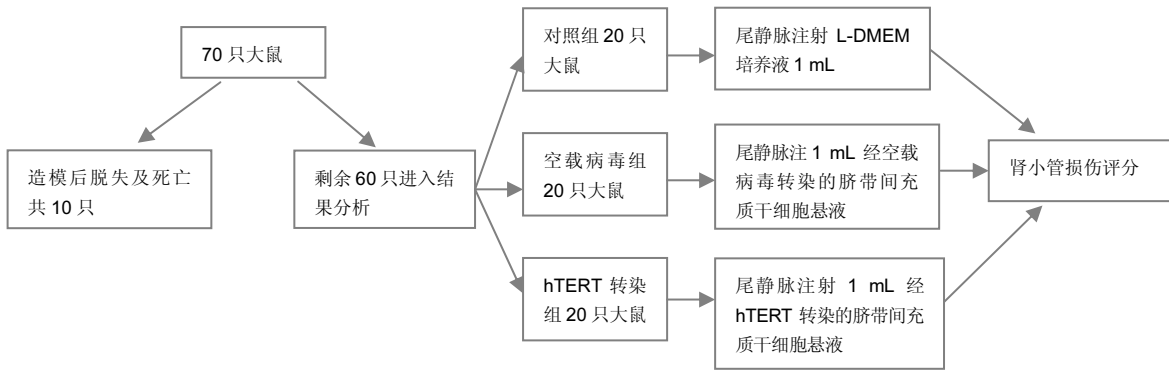 70 只大鼠
造模后脱失及死亡
共 10 只
剩余 60 只进入结
果分析
对照组 20 只
大鼠
尾静脉注射 L-DMEM
培养液 1 mL
空载病毒组
20 只大鼠
尾静脉注 1 mL 经空载
病毒转染的脐带间充
质干细胞悬液
hTERT 转染
组 20 只大鼠
尾静脉注射 1 mL 经
hTERT 转染的脐带间充
质干细胞悬液
肾小管损伤评分